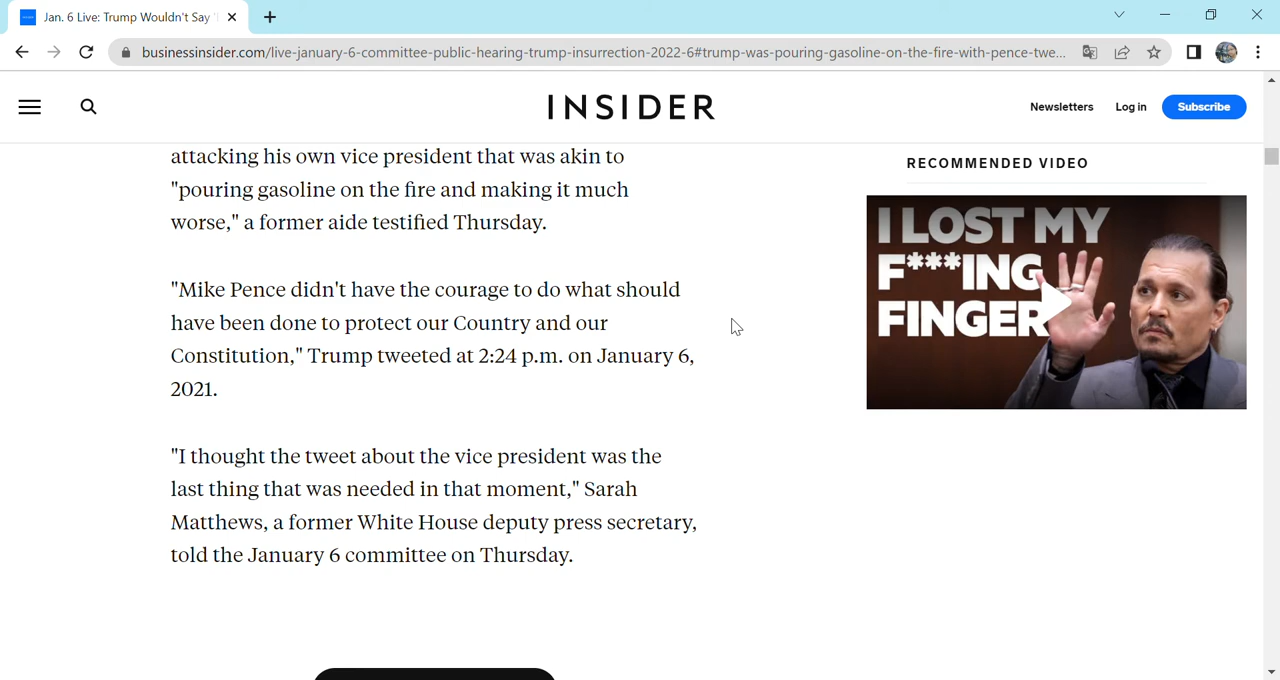 Jan. 6 Live: Trump Wouldn't Say
businessinsider.com/live-january-6-committee-public-hearing-trump-insurrection-2022-6#trump-was-pouring-gasoline-on-the-fire-with-pence-twe...
INSIDER
Newsletters
Log in
Subscribe
attacking his own vice president that was akin to
"pouring gasoline on the fire and making it much
worse," a former aide testified Thursday.
"Mike Pence didn't have the courage to do what should
have been done to protect our Country and our
Constitution," Trump tweeted at 2:24 p.m. on January 6,
2021.
"I thought the tweet about the vice president was the
last thing that was needed in that moment," Sarah
Matthews, a former White House deputy press secretary,
told the January 6 committee on Thursday.
RECOMMENDED VIDEO
I LOST MY
F***ING
FINGER